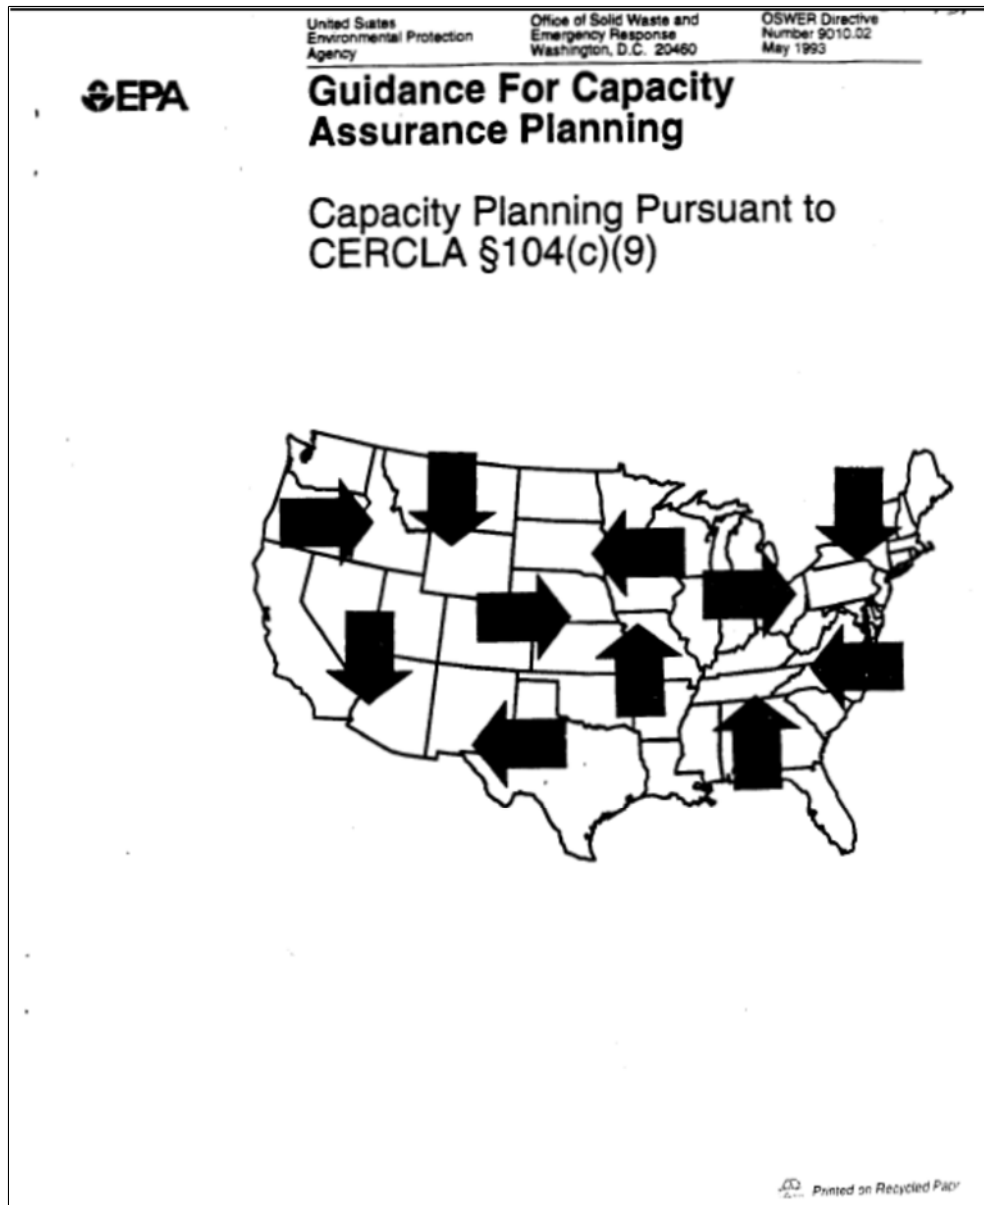 United States
Environmental Protection
Agency
Office of Solid Waste and
Emergency Response
Washington, D.C. 20460
OSWER Directive
Number 9010.02
May 1993
EPA
Guidance For Capacity
Assurance Planning
Capacity Planning Pursuant to
CERCLA §104(c)(9)
Printed on Recycled